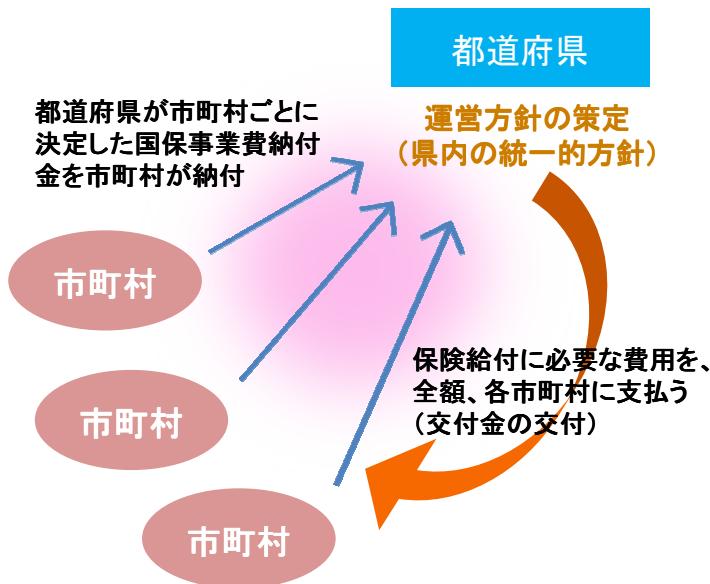 都道府県
運営方針の策定
（県内の統一的方針）
都道府県が市町村ごとに
決定した国保事業費納付
金を市町村が納付
市町村
市町村
市町村
保険給付に必要な費用を、
全額、各市町村に支払う
（交付金の交付）